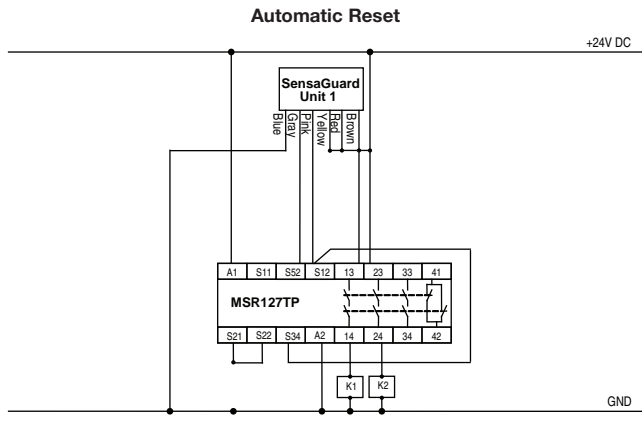 Automatic Reset
+24V DC
SensaGuard
Unit 1
Blue
Gray
Pink
Yellow
Red
Brown
A1 S11 S52 S12 13 23 33 41
MSR127TP
S21 S22 S34 A2 14 24 34 42
K1 K2
GND